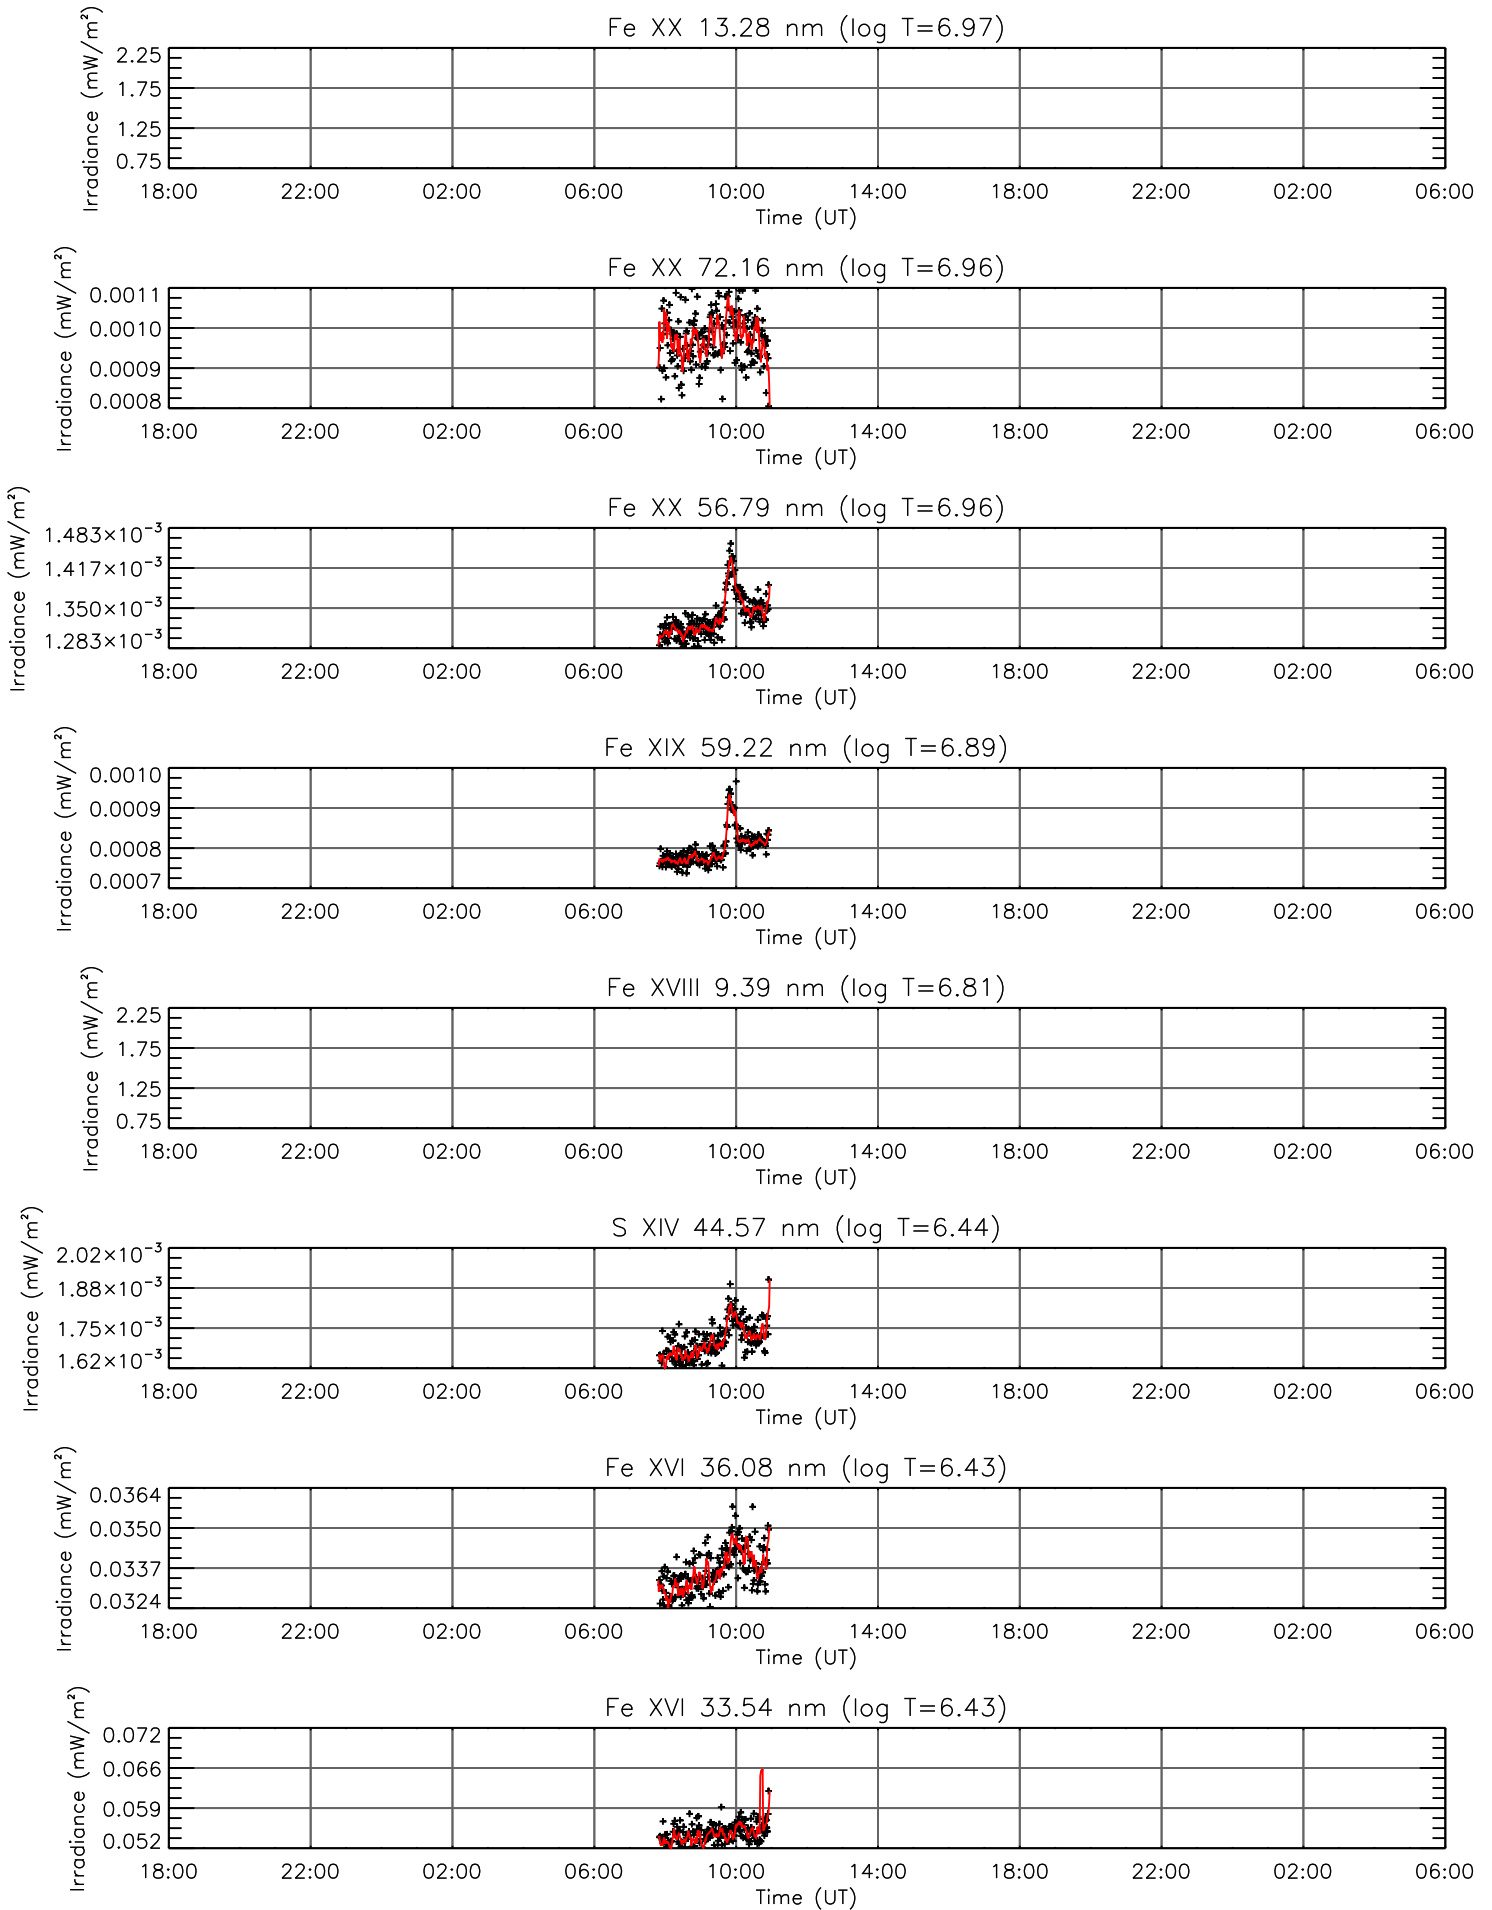 Fe XX 13.28 nm (log T=6.97)
Irradiance (mW/m²)
2.25
1.75
1.25
0.75
18:00 22:00 02:00 06:00 10:00 14:00 18:00 22:00 02:00 06:00
Time (UT)
Fe XX 72.16 nm (log T=6.96)
Irradiance (mW/m²)
0.0011
0.0010
0.0009
0.0008
18:00 22:00 02:00 06:00 10:00 14:00 18:00 22:00 02:00 06:00
Time (UT)
Fe XX 56.79 nm (log T=6.96)
Irradiance (mW/m²)
1.483×10⁻³
1.417×10⁻³
1.350×10⁻³
1.283×10⁻³
18:00 22:00 02:00 06:00 10:00 14:00 18:00 22:00 02:00 06:00
Time (UT)
Fe XIX 59.22 nm (log T=6.89)
Irradiance (mW/m²)
0.0010
0.0009
0.0008
0.0007
18:00 22:00 02:00 06:00 10:00 14:00 18:00 22:00 02:00 06:00
Time (UT)
Fe XVIII 9.39 nm (log T=6.81)
Irradiance (mW/m²)
2.25
1.75
1.25
0.75
18:00 22:00 02:00 06:00 10:00 14:00 18:00 22:00 02:00 06:00
Time (UT)
S XIV 44.57 nm (log T=6.44)
Irradiance (mW/m²)
2.02×10⁻³
1.88×10⁻³
1.75×10⁻³
1.62×10⁻³
18:00 22:00 02:00 06:00 10:00 14:00 18:00 22:00 02:00 06:00
Time (UT)
Fe XVI 36.08 nm (log T=6.43)
Irradiance (mW/m²)
0.0364
0.0350
0.0337
0.0324
18:00 22:00 02:00 06:00 10:00 14:00 18:00 22:00 02:00 06:00
Time (UT)
Fe XVI 33.54 nm (log T=6.43)
Irradiance (mW/m²)
0.072
0.066
0.059
0.052
18:00 22:00 02:00 06:00 10:00 14:00 18:00 22:00 02:00 06:00
Time (UT)